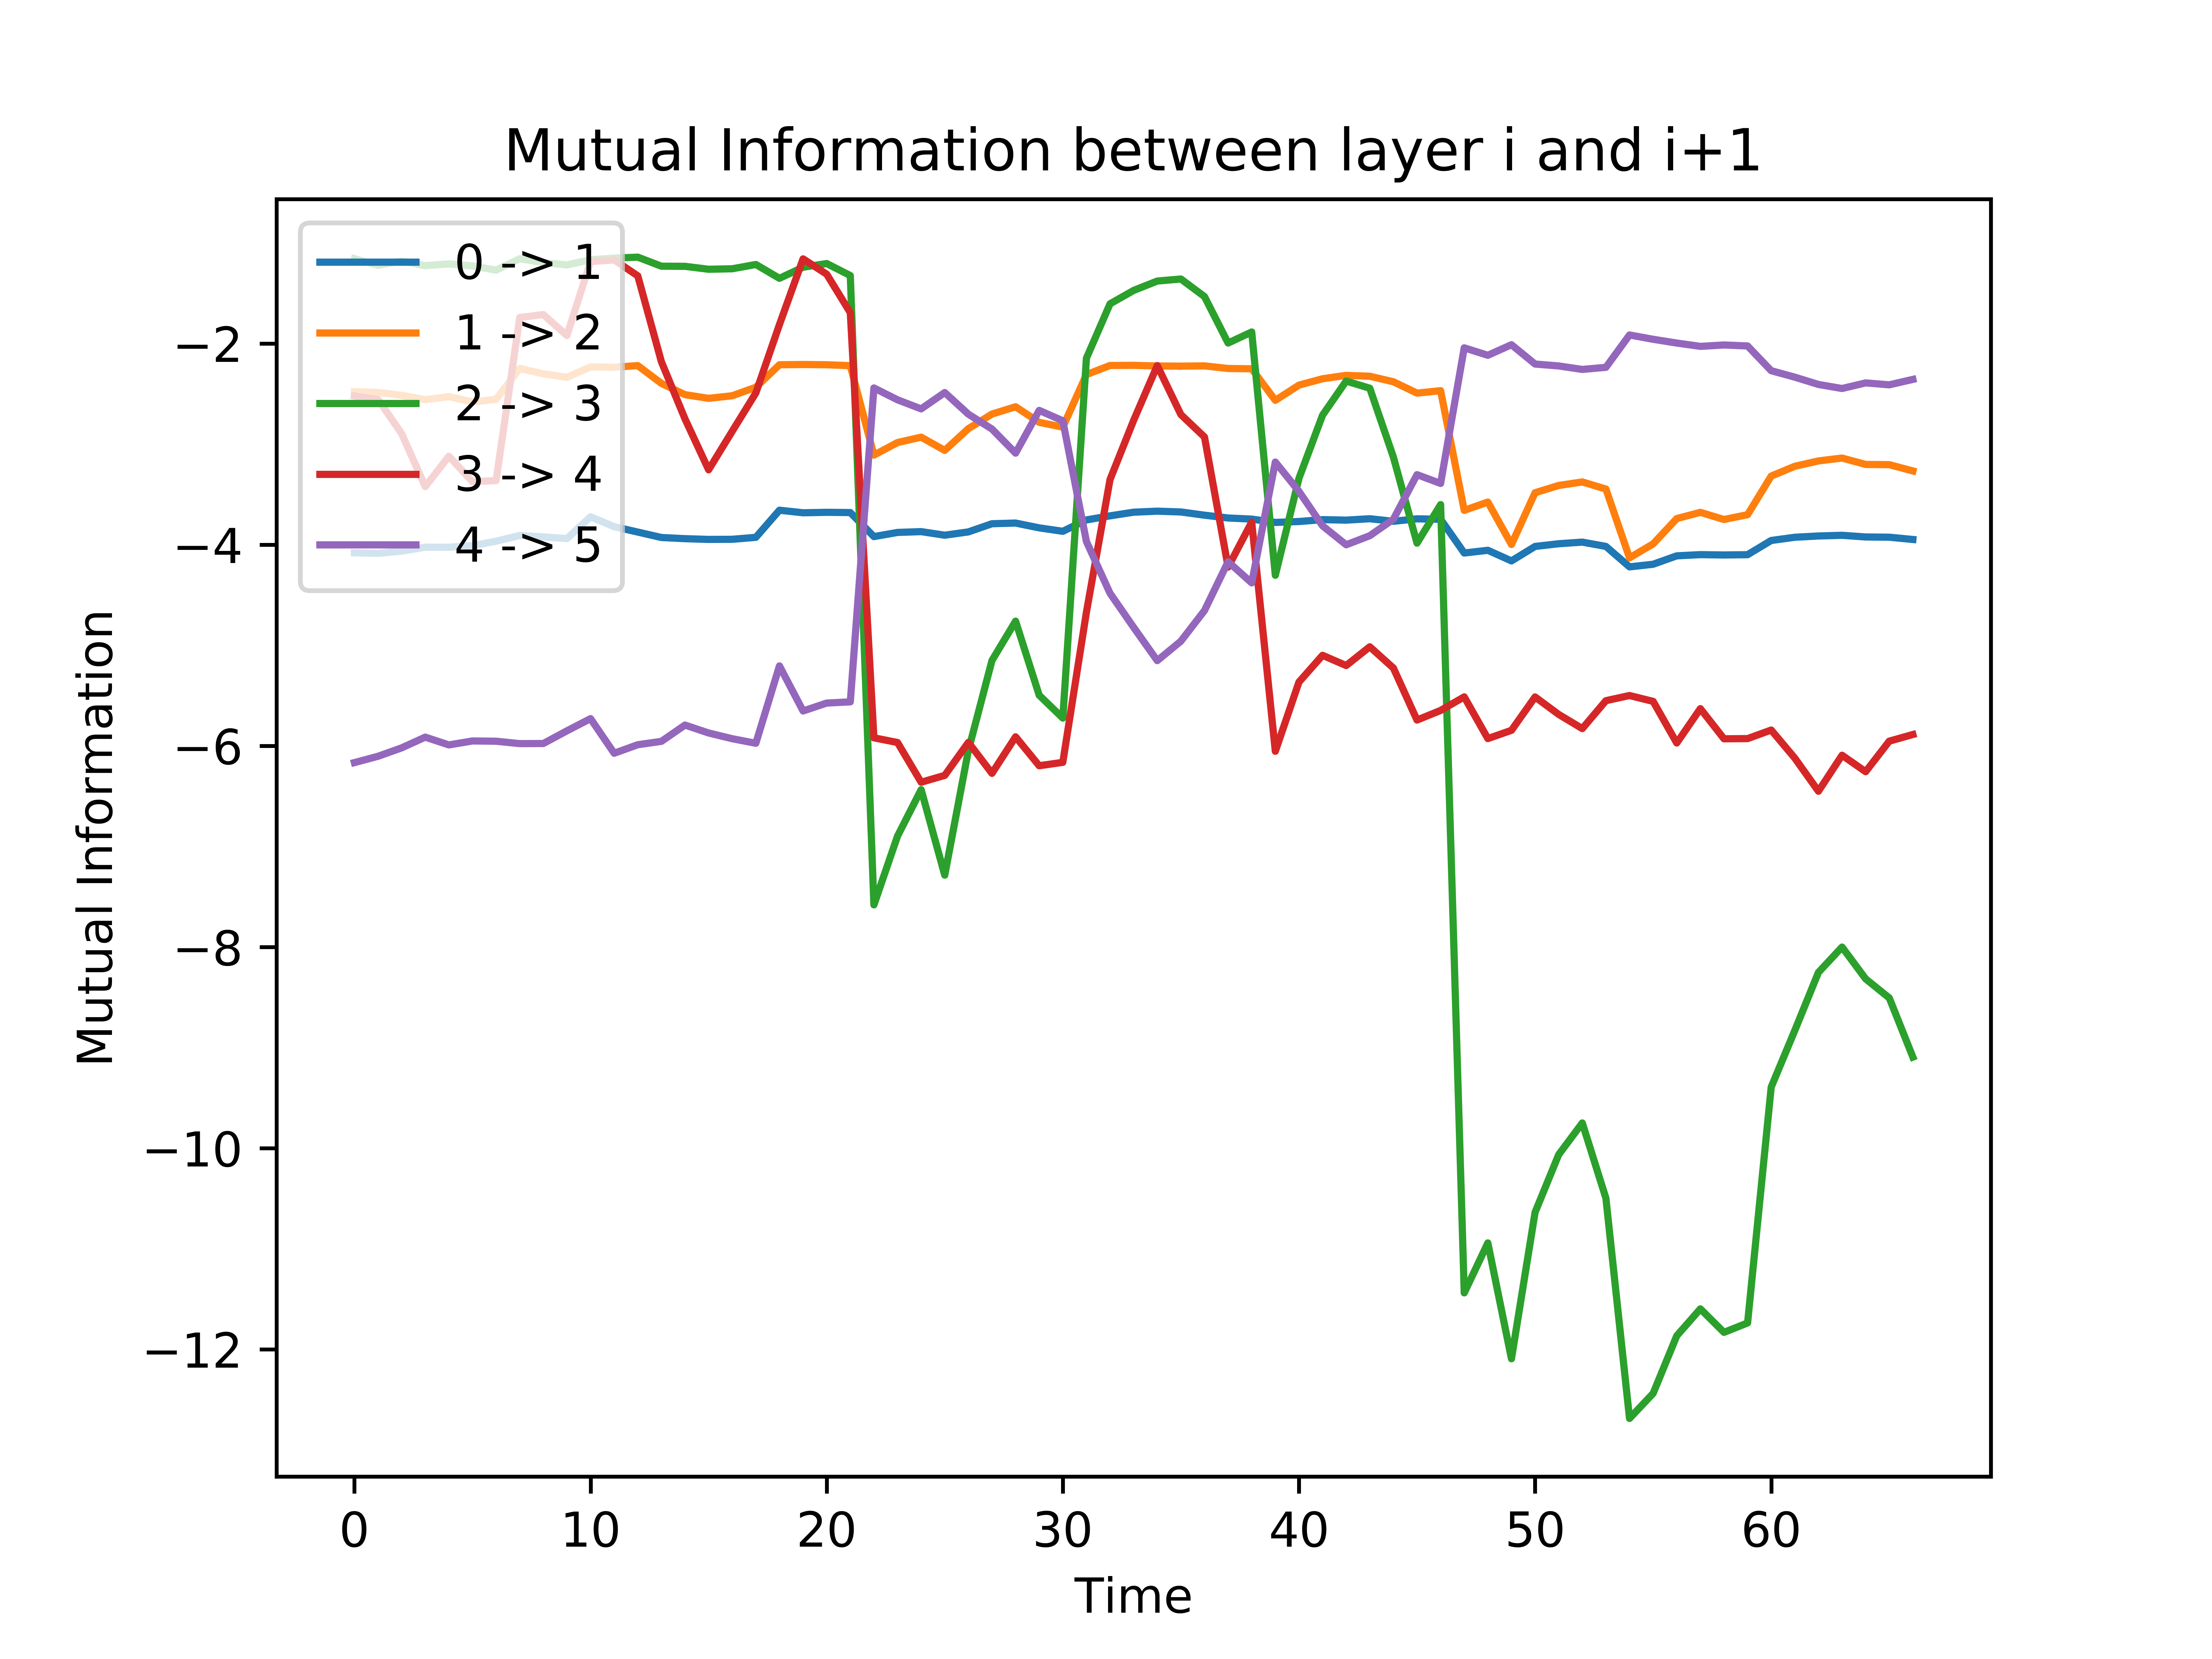 Mutual Information between layer i and i+1
0 -> 1
1 -> 2
2 -> 3
3 -> 4
4 -> 5
Mutual Information
−2
−4
−6
−8
−10
−12
0 10 20 30 40 50 60
Time